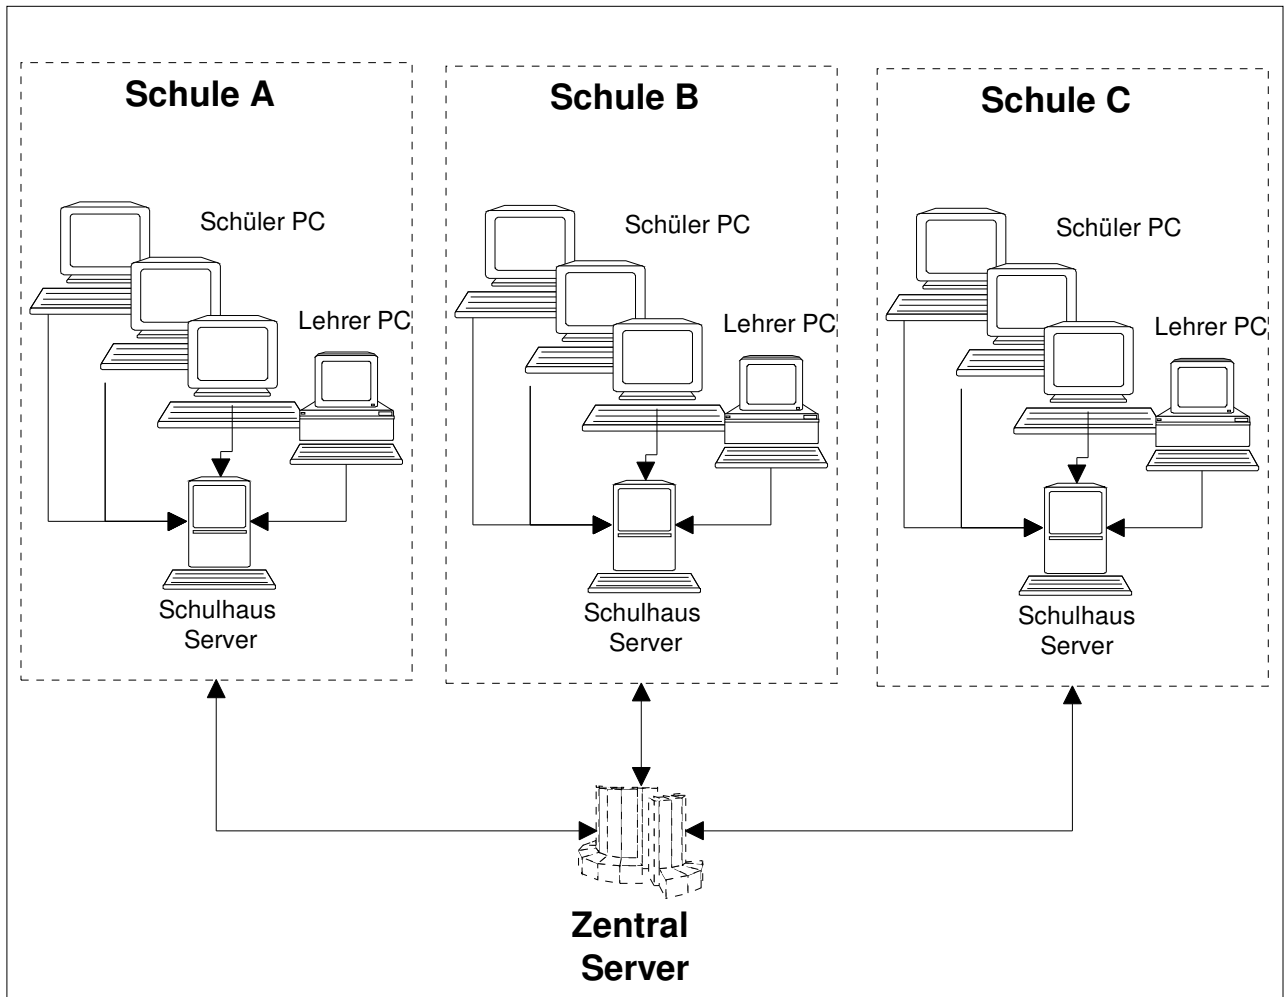 Schule A
Schüler PC
Lehrer PC
Schulhaus
Server
Schule B
Schüler PC
Lehrer PC
Schulhaus
Server
Schule C
Schüler PC
Lehrer PC
Schulhaus
Server
Zentral
Server